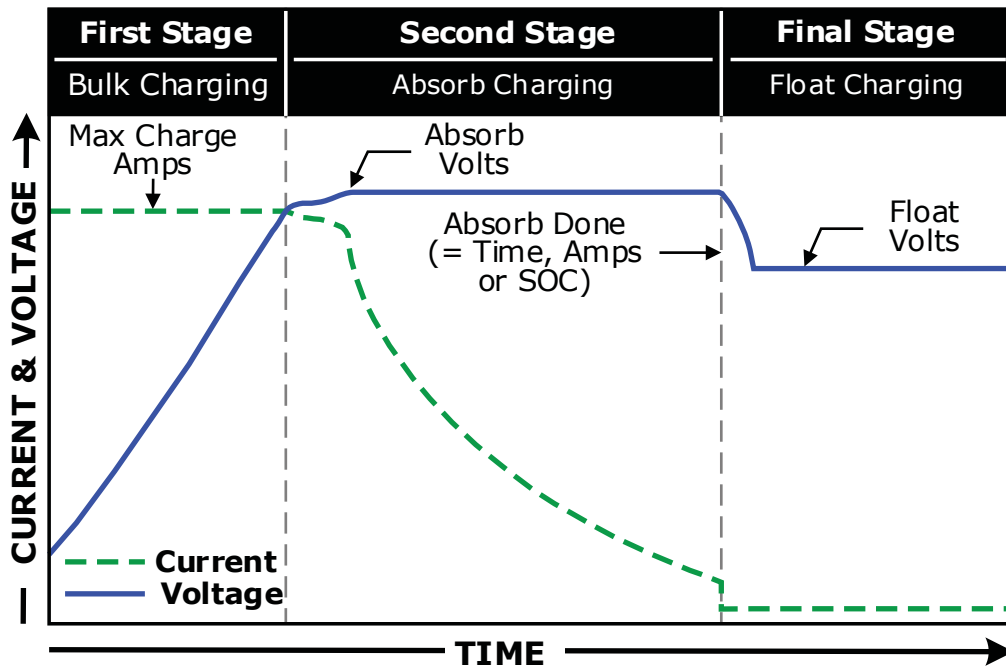 First Stage
Second Stage
Final Stage
Bulk Charging
Absorb Charging
Float Charging
Max Charge
Amps
Absorb
Volts
Absorb Done
(= Time, Amps
or SOC)
Float
Volts
CURRENT & VOLTAGE
Current
Voltage
TIME